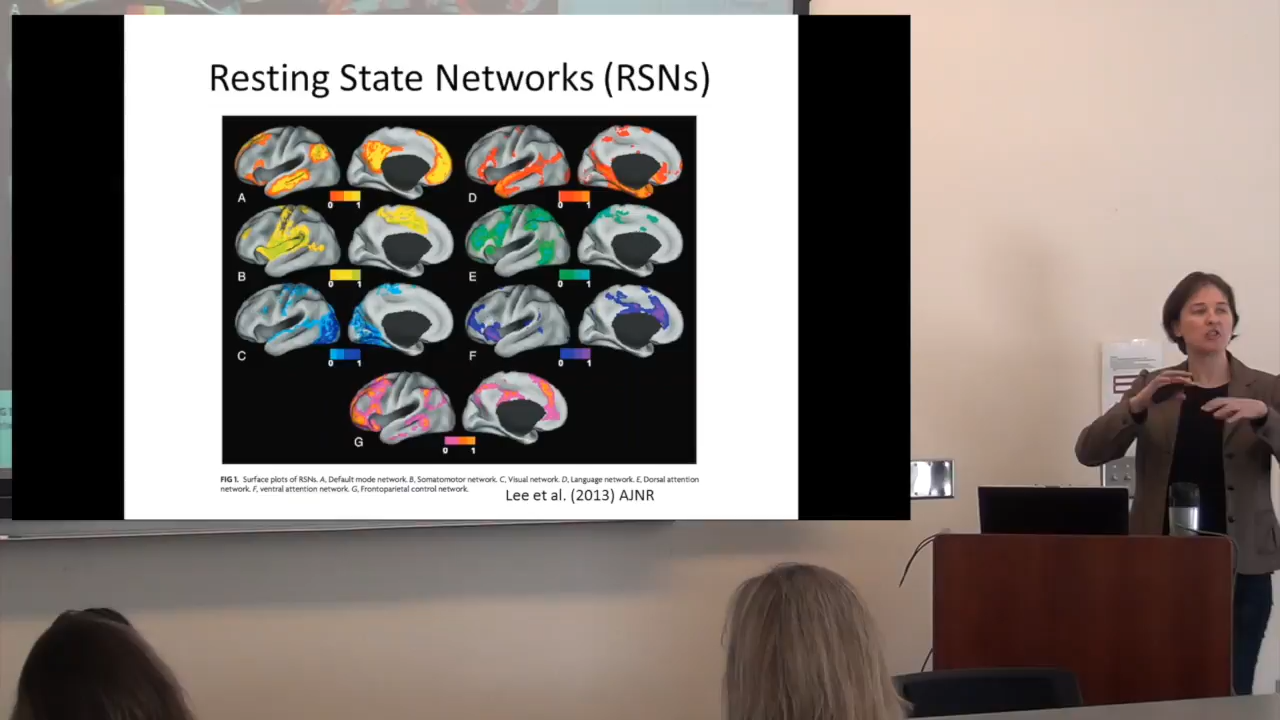 Resting State Networks (RSNs)
A
0 1
D
0 1
B
0 1
E
0 1
C
0 1
F
0 1
G
0 1
FIG 1. Surface plots of RSNs. A, Default mode network. B, Somatomotor network. C, Visual network. D, Language network. E, Dorsal attention
network. F, ventral attention network. G, Frontoparietal control network.
Lee et al. (2013) AJNR